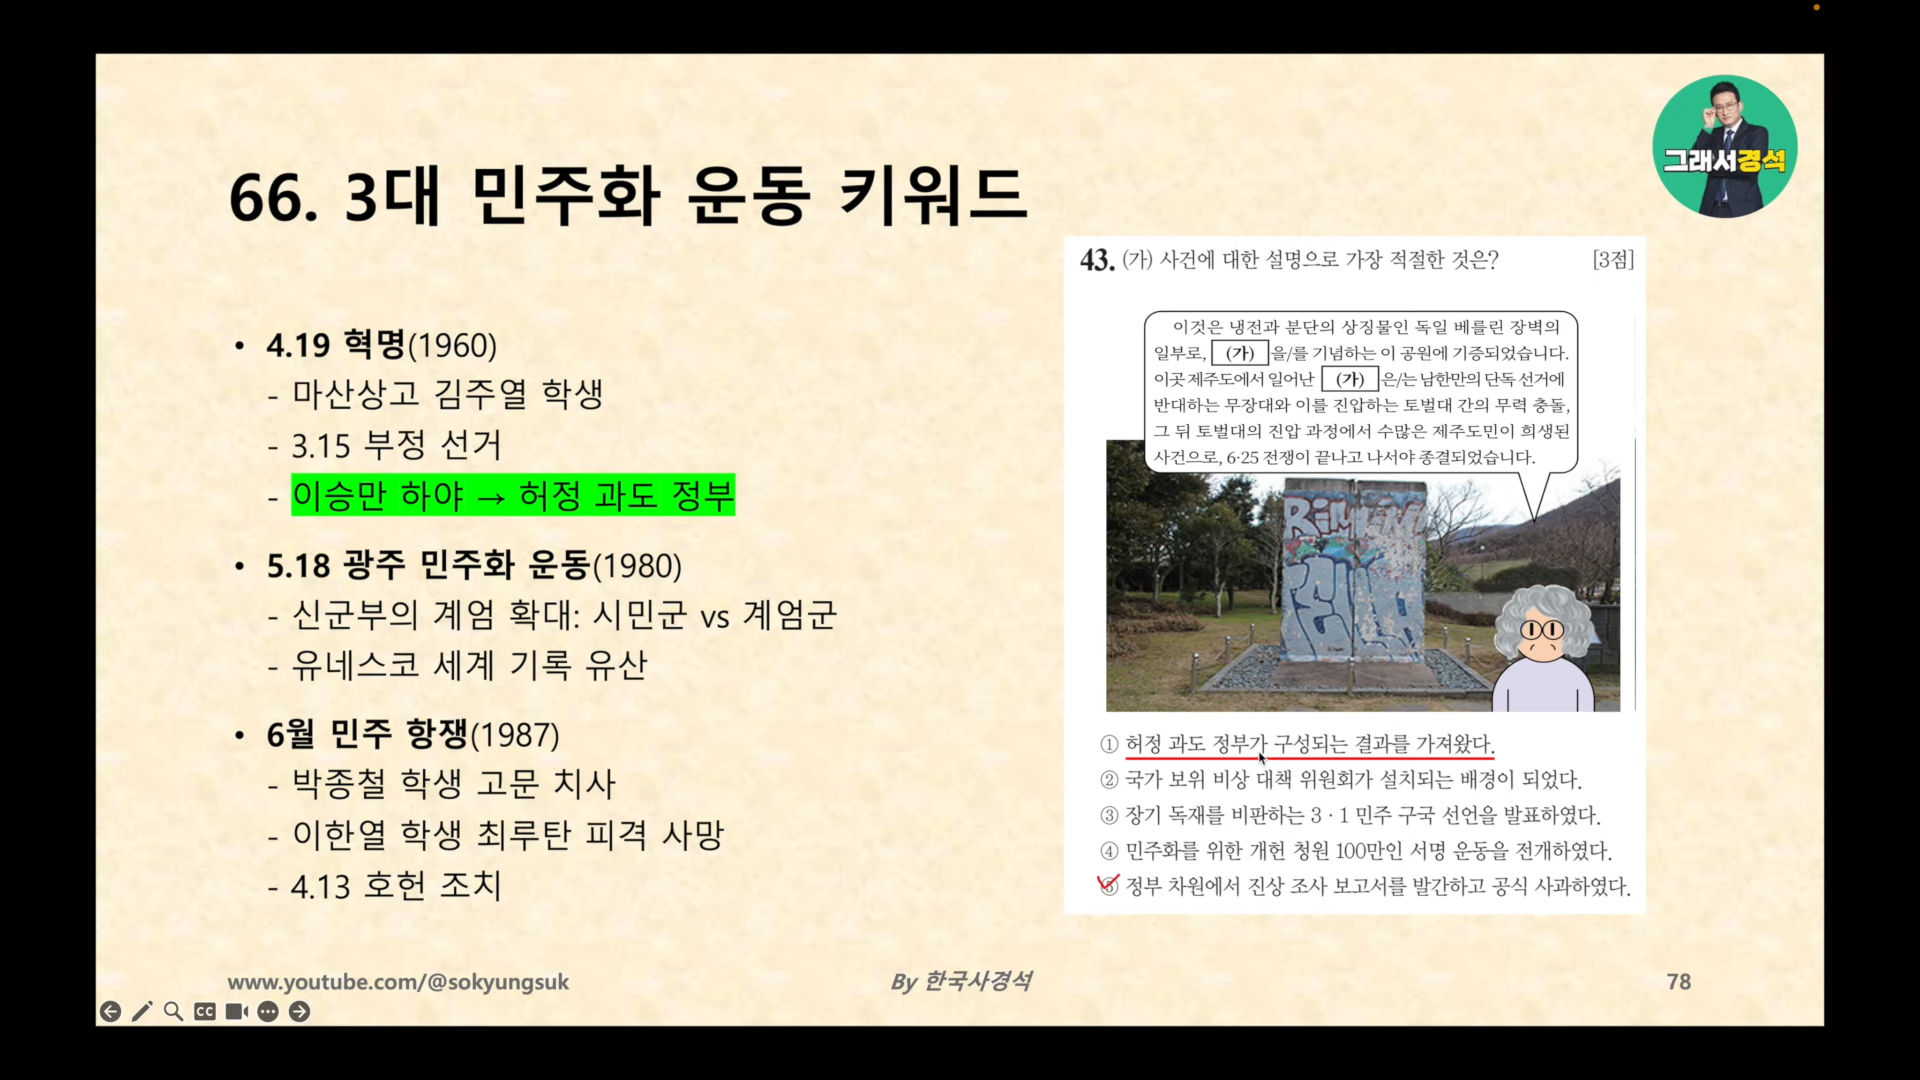 그래서경석
66. 3대 민주화 운동 키워드
• 4.19 혁명(1960)
- 마산상고 김주열 학생
- 3.15 부정 선거
- 이승만 하야 → 허정 과도 정부
• 5.18 광주 민주화 운동(1980)
- 신군부의 계엄 확대: 시민군 vs 계엄군
- 유네스코 세계 기록 유산
• 6월 민주 항쟁(1987)
- 박종철 학생 고문 치사
- 이한열 학생 최루탄 피격 사망
- 4.13 호헌 조치
43. (가) 사건에 대한 설명으로 가장 적절한 것은? [3점]
이것은 냉전과 분단의 상징물인 독일 베를린 장벽의
일부로, (가) 을/를 기념하는 이 공원에 기증되었습니다.
이곳 제주도에서 일어난 (가) 은/는 남한만의 단독 선거에
반대하는 무장대와 이를 진압하는 토벌대 간의 무력 충돌,
그 뒤 토벌대의 진압 과정에서 수많은 제주도민이 희생된
사건으로, 6·25 전쟁이 끝나고 나서야 종결되었습니다.
① 허정 과도 정부가 구성되는 결과를 가져왔다.
② 국가 보위 비상 대책 위원회가 설치되는 배경이 되었다.
③ 장기 독재를 비판하는 3·1 민주 구국 선언을 발표하였다.
④ 민주화를 위한 개헌 청원 100만인 서명 운동을 전개하였다.
⑤ 정부 차원에서 진상 조사 보고서를 발간하고 공식 사과하였다.
www.youtube.com/@sokyungsuk
By 한국사경석
78
CC